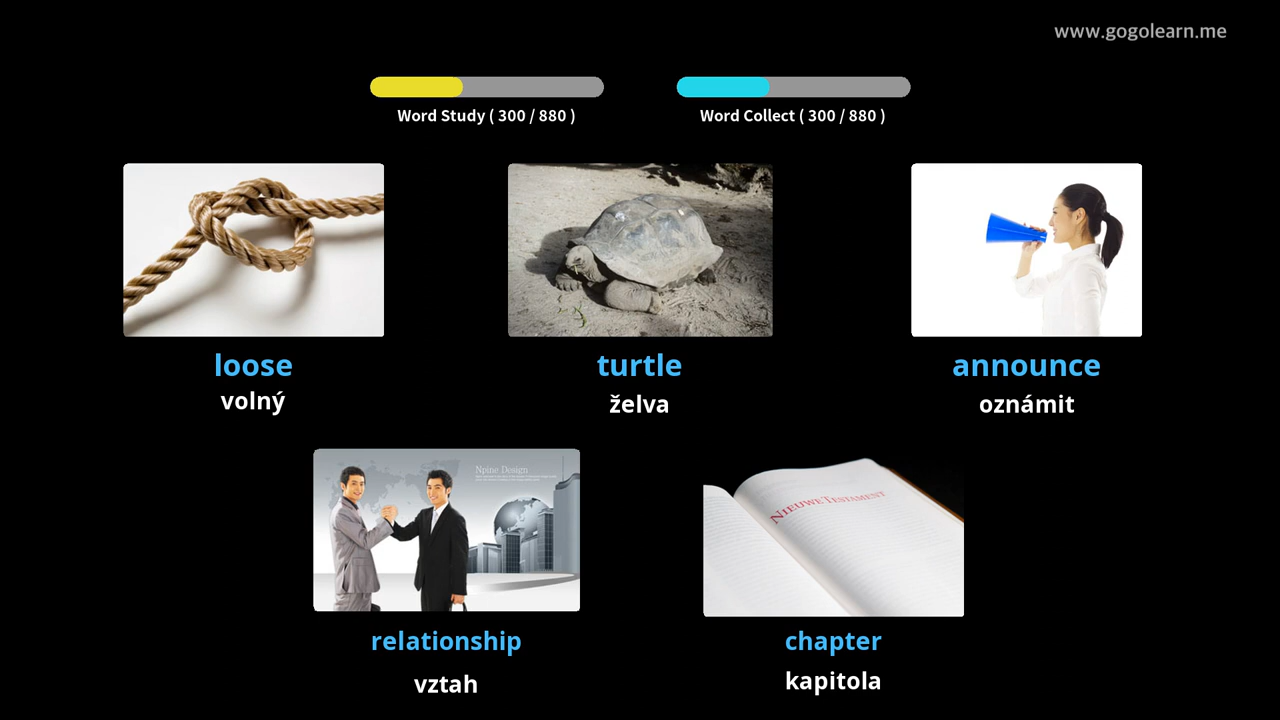 www.gogolearn.me
Word Study ( 300 / 880 )
Word Collect ( 300 / 880 )
loose
volný
turtle
želva
announce
oznámit
Npine Design
NIEUWE TESTAMENT
relationship
vztah
chapter
kapitola